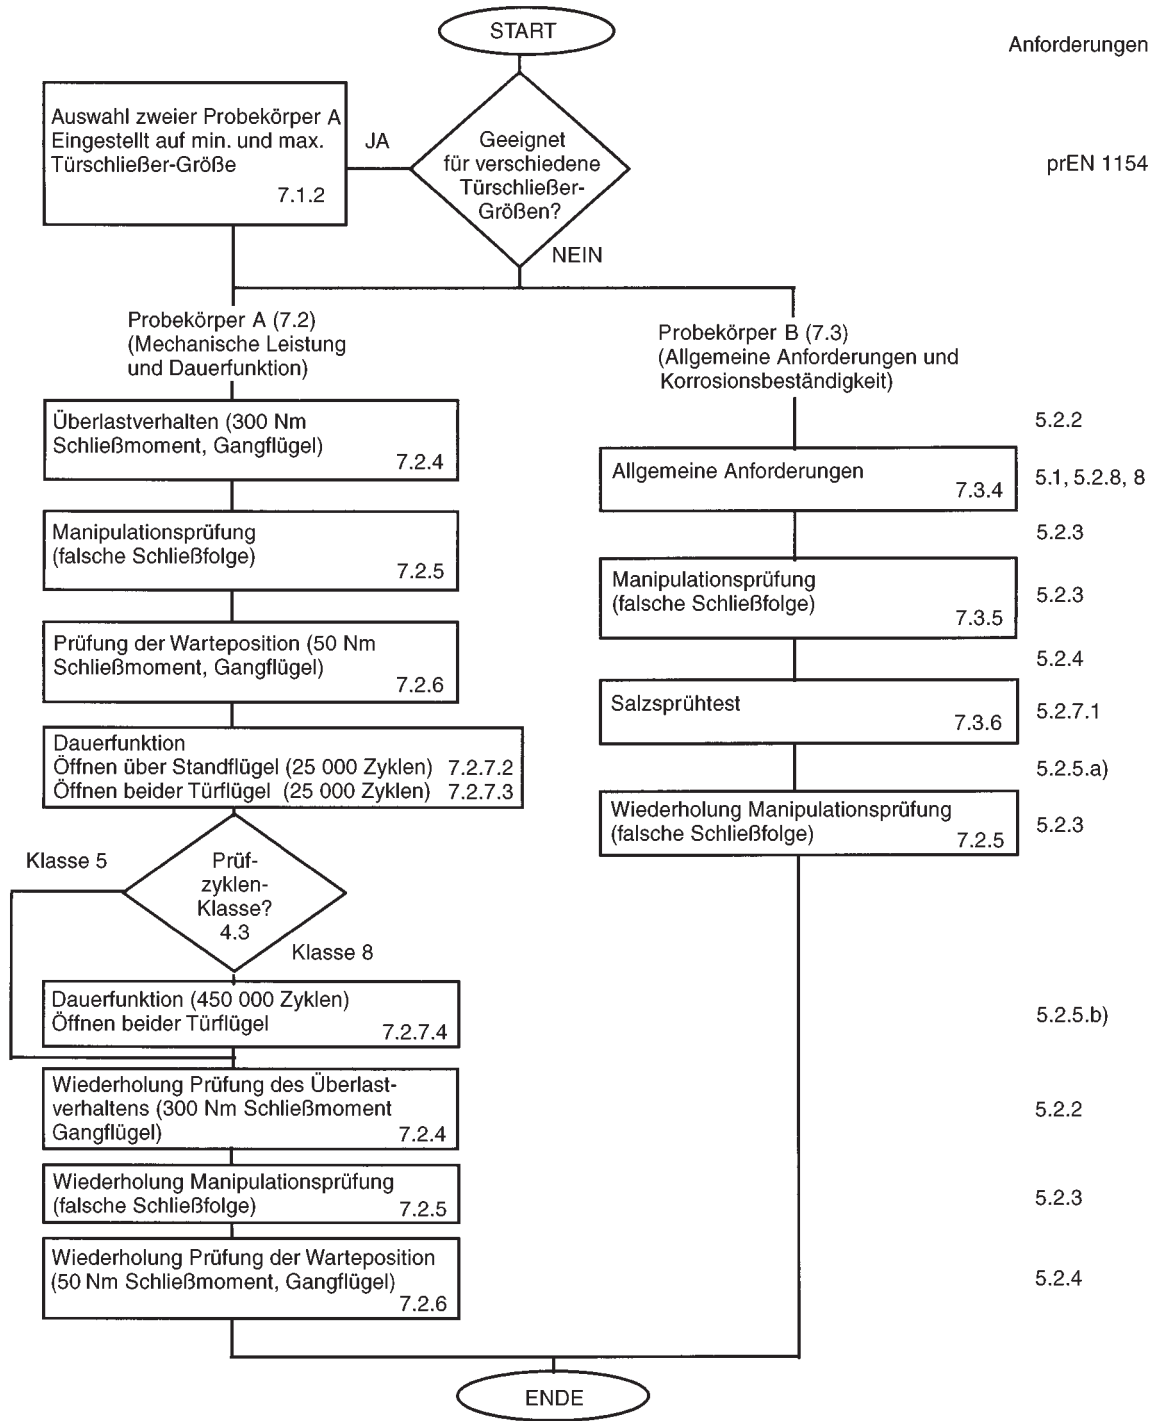 START
Anforderungen
Auswahl zweier Probekörper A
Eingestellt auf min. und max.
Türschließer-Größe
7.1.2
JA
Geeignet
für verschiedene
Türschließer-
Größen?
prEN 1154
NEIN
Probekörper A (7.2)
(Mechanische Leistung
und Dauerfunktion)
Probekörper B (7.3)
(Allgemeine Anforderungen und
Korrosionsbeständigkeit)
Überlastverhalten (300 Nm
Schließmoment, Gangflügel)
7.2.4
5.2.2
Allgemeine Anforderungen
7.3.4
5.1, 5.2.8, 8
Manipulationsprüfung
(falsche Schließfolge)
7.2.5
5.2.3
Manipulationsprüfung
(falsche Schließfolge)
7.3.5
5.2.3
Prüfung der Warteposition (50 Nm
Schließmoment, Gangflügel)
7.2.6
5.2.4
Salzsprühtest
7.3.6
5.2.7.1
Dauerfunktion
Öffnen über Standflügel (25 000 Zyklen) 7.2.7.2
Öffnen beider Türflügel (25 000 Zyklen) 7.2.7.3
5.2.5.a)
Wiederholung Manipulationsprüfung
(falsche Schließfolge)
7.2.5
5.2.3
Klasse 5
Prüf-
zyklen-
Klasse?
4.3
Klasse 8
Dauerfunktion (450 000 Zyklen)
Öffnen beider Türflügel
7.2.7.4
5.2.5.b)
Wiederholung Prüfung des Überlast-
verhaltens (300 Nm Schließmoment
Gangflügel)
7.2.4
5.2.2
Wiederholung Manipulationsprüfung
(falsche Schließfolge)
7.2.5
5.2.3
Wiederholung Prüfung der Warteposition
(50 Nm Schließmoment, Gangflügel)
7.2.6
5.2.4
ENDE